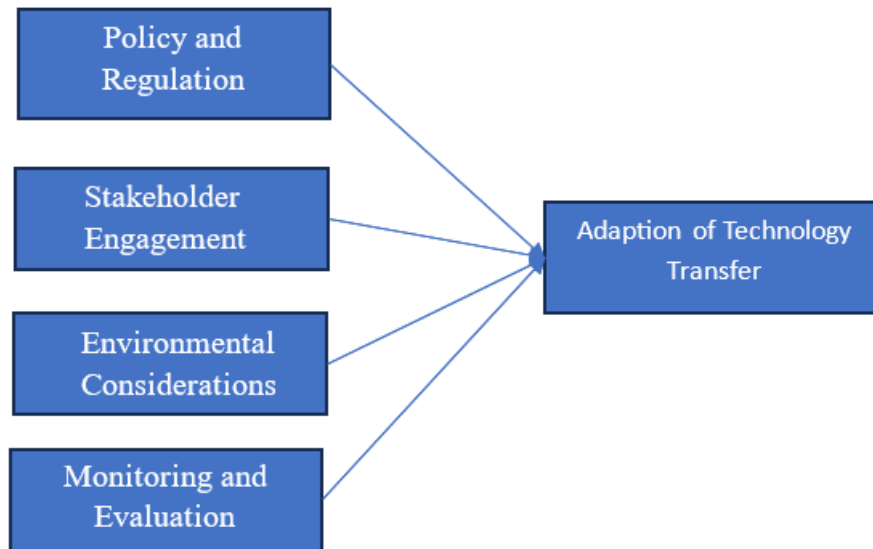 Policy and
Regulation
Stakeholder
Engagement
Adaption of Technology
Transfer
Environmental
Considerations
Monitoring and
Evaluation